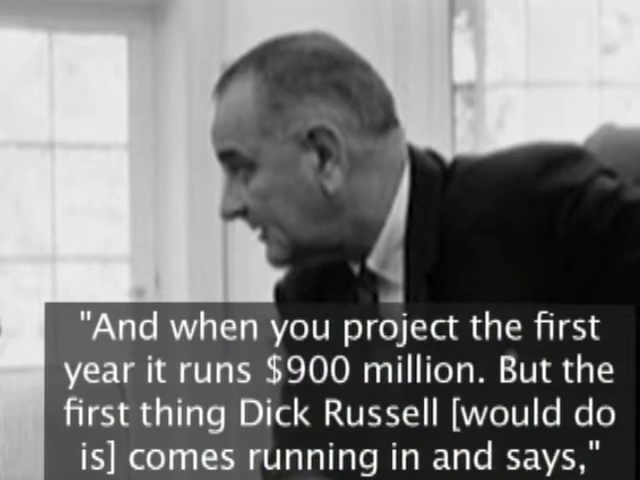 "And when you project the first
year it runs $900 million. But the
first thing Dick Russell [would do
is] comes running in and says,"